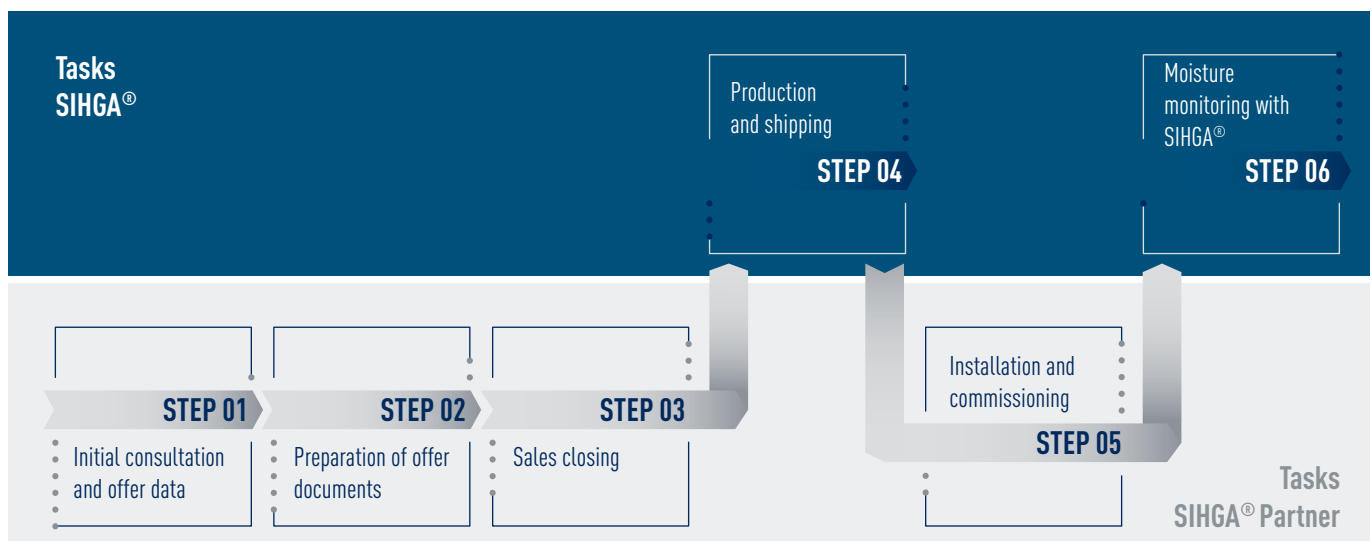 Tasks
SIHGA®
Production
and shipping
STEP 04
Moisture
monitoring with
SIHGA®
STEP 06
STEP 01
Initial consultation
and offer data
STEP 02
Preparation of offer
documents
STEP 03
Sales closing
Installation and
commissioning
STEP 05
Tasks
SIHGA® Partner